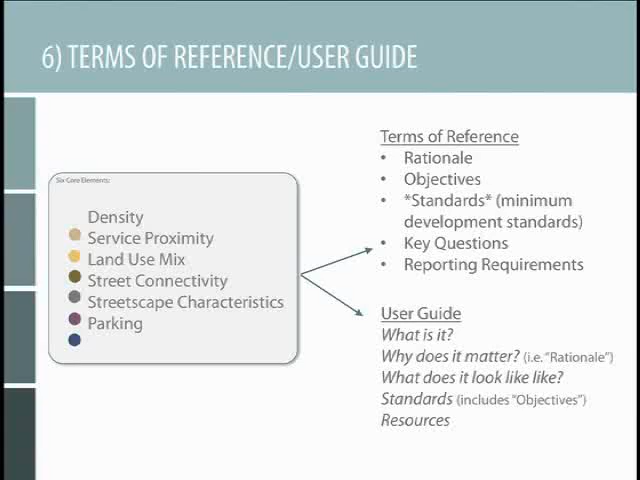 6) TERMS OF REFERENCE/USER GUIDE
Six Core Elements:
Density
Service Proximity
Land Use Mix
Street Connectivity
Streetscape Characteristics
Parking
Terms of Reference
• Rationale
• Objectives
• *Standards* (minimum
development standards)
• Key Questions
• Reporting Requirements
User Guide
What is it?
Why does it matter? (i.e. “Rationale”)
What does it look like like?
Standards (includes “Objectives”)
Resources